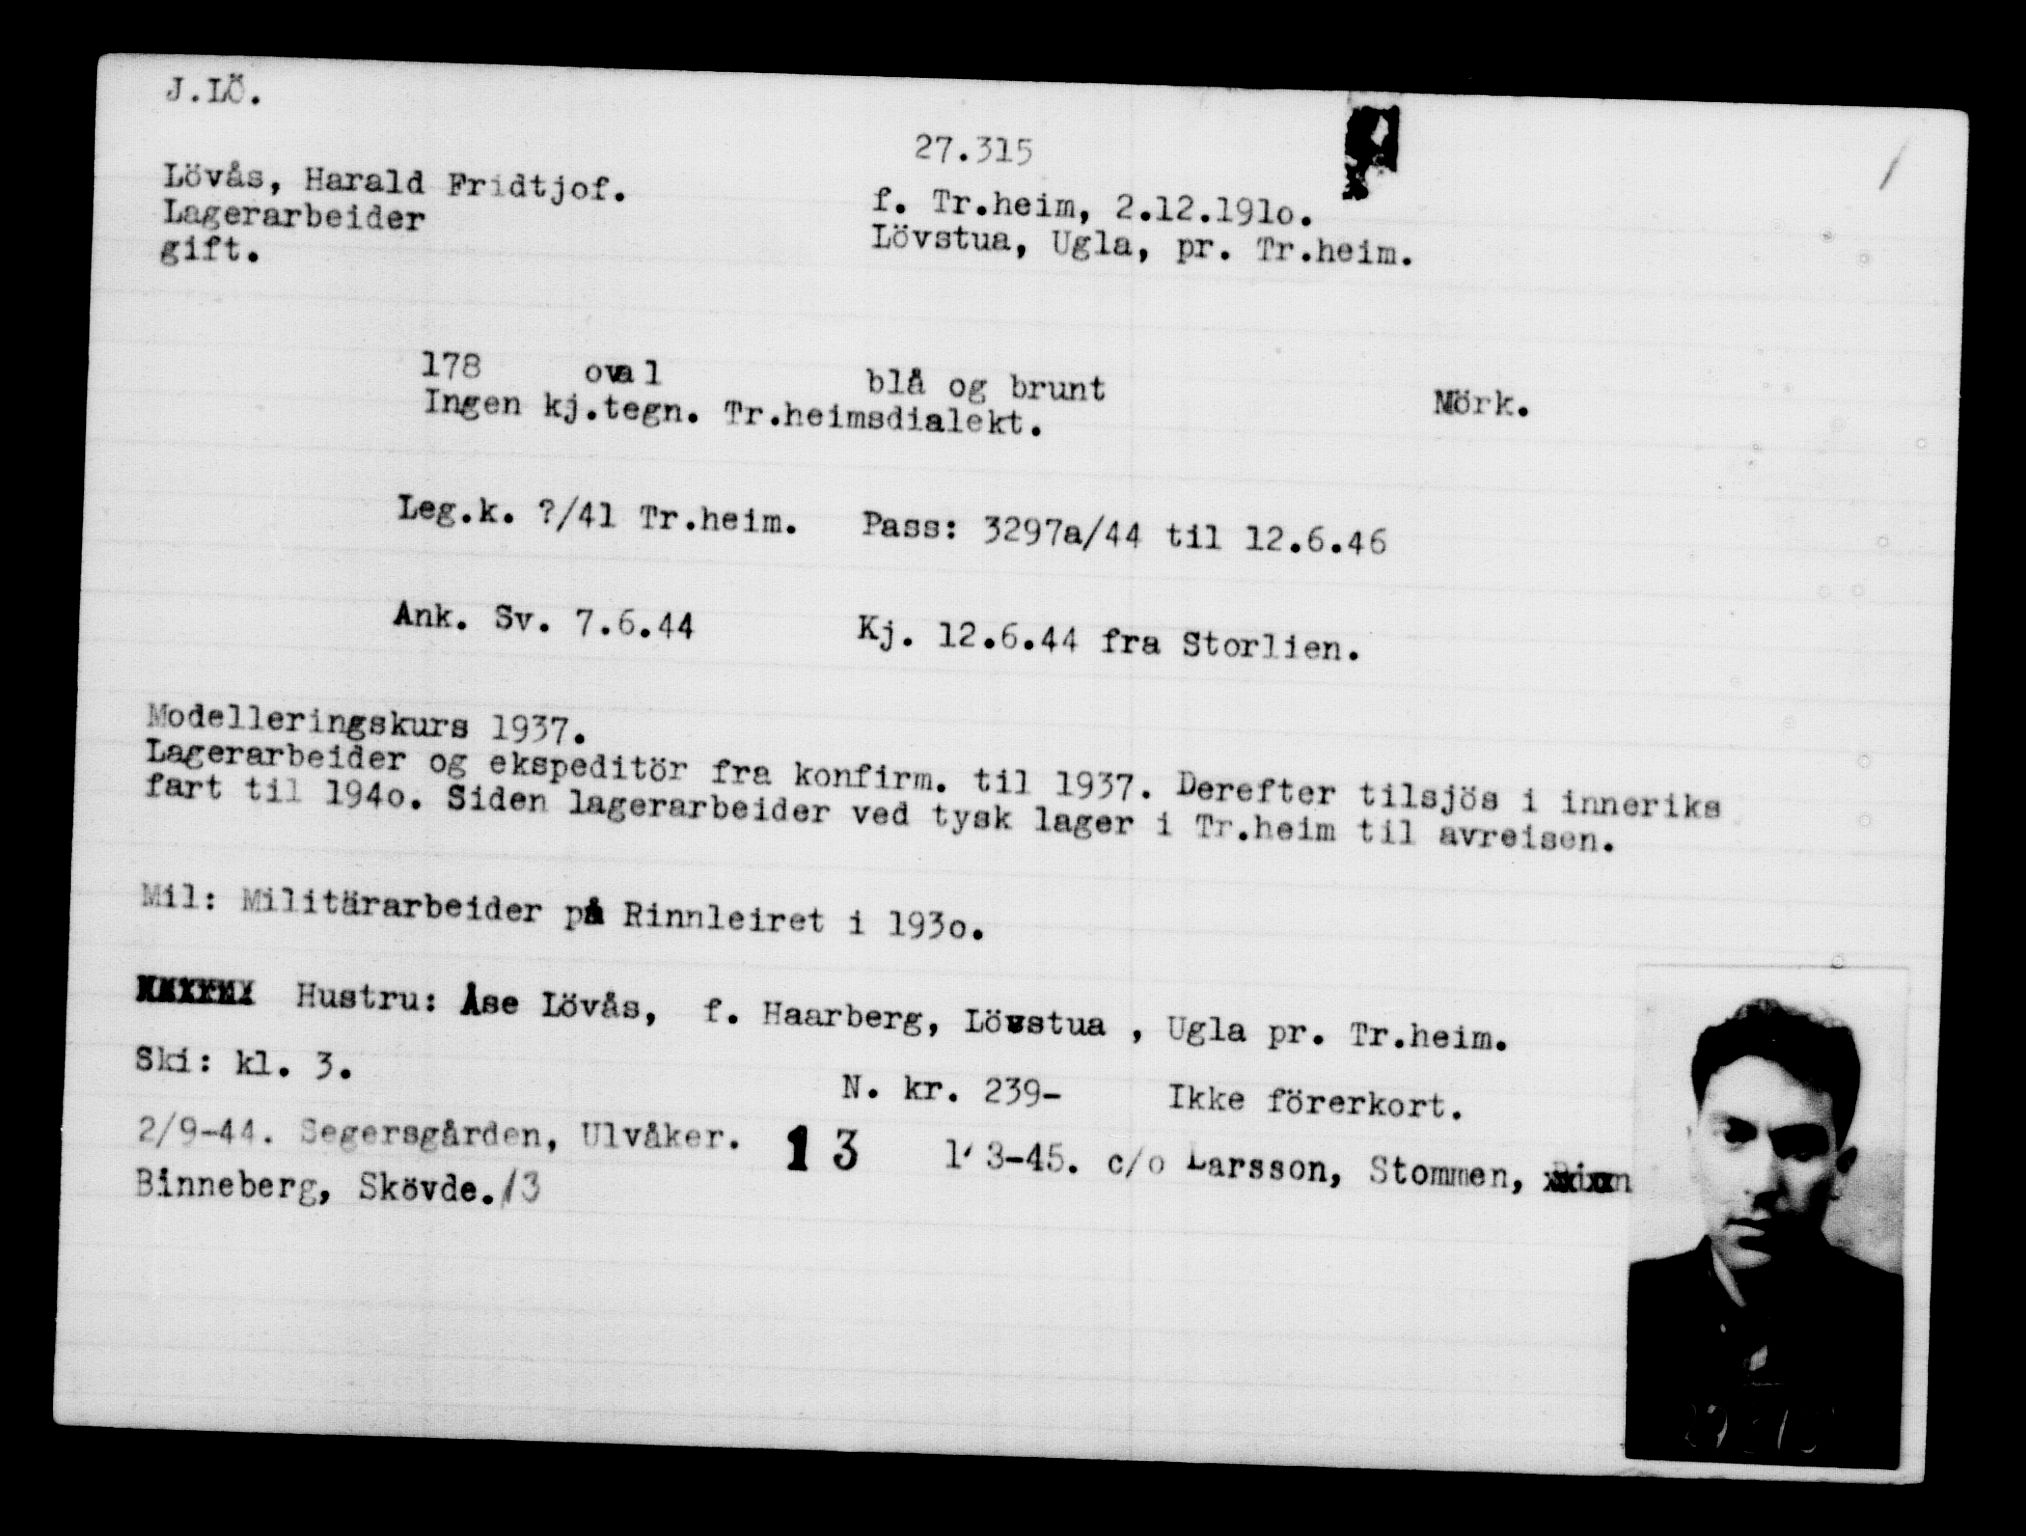 J.LÖ.
27.315
Lövås, Harald Fridtjof.
f. Tr.heim, 2.12.191o.
Lagerarbeider
Lövstua, Ugla, pr. Tr.heim.
gift.
178 oval blå og brunt Mörk.
Ingen kj.tegn. Tr.heimsdialekt.
Leg.k. ?/41 Tr.heim. Pass: 3297a/44 til 12.6.46
Ank. Sv. 7.6.44 Kj. 12.6.44 fra Storlien.
Modelleringskurs 1937.
Lagerarbeider og ekspeditör fra konfirm. til 1937. Derefter tilsjös i inneriks
fart til 194o. Siden lagerarbeider ved tysk lager i Tr.heim til avreisen.
Mil: Militärarbeider på Rinnleiret i 193o.
Hustru: Åse Lövås, f. Haarberg, Lövstua , Ugla pr. Tr.heim.
Ski: kl. 3.
N. kr. 239- Ikke förerkort.
2/9-44. Segersgården, Ulvåker. 13 1/3-45. c/o Larsson, Stommen,
Binneberg, Skövde. 13